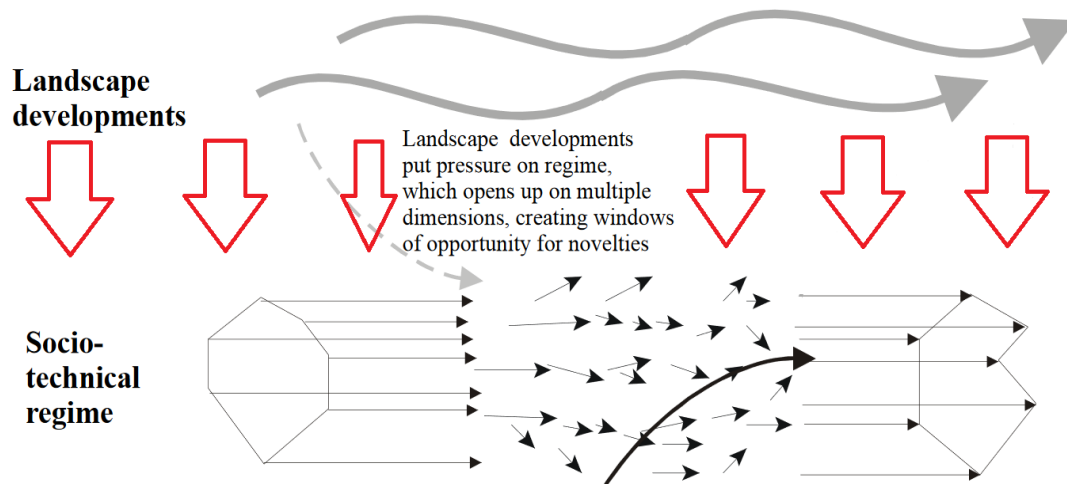 Landscape
developments
Landscape developments
put pressure on regime,
which opens up on multiple
dimensions, creating windows
of opportunity for novelties
Socio-
technical
regime